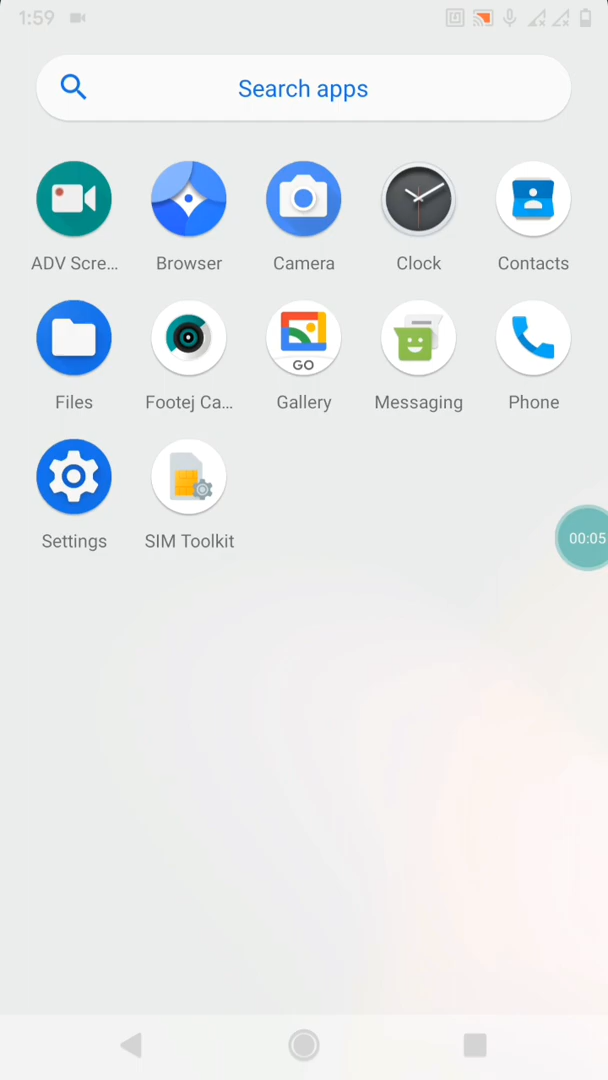 1:59
Search apps
ADV Scre... Browser Camera Clock Contacts
GO
Files Footej Ca... Gallery Messaging Phone
Settings SIM Toolkit
00:05